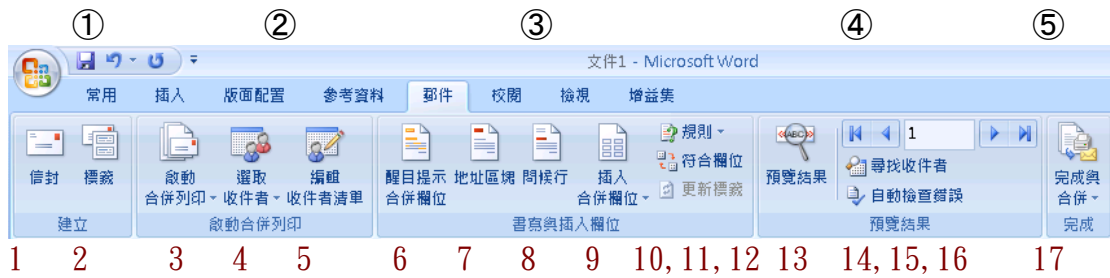 ① ② ③ ④ ⑤
文件1 - Microsoft Word
常用 插入 版面配置 參考資料 郵件 校閱 檢視 增益集
信封 標籤 啟動合併列印 選取收件者 編輯收件者清單 醒目提示合併欄位 地址區塊 問候行 插入合併欄位 規則 符合欄位 更新標籤 «ABC» 預覽結果 1 尋找收件者 自動檢查錯誤 完成與合併
建立 啟動合併列印 書寫與插入欄位 預覽結果 完成
1 2 3 4 5 6 7 8 9 10, 11, 12 13 14, 15, 16 17